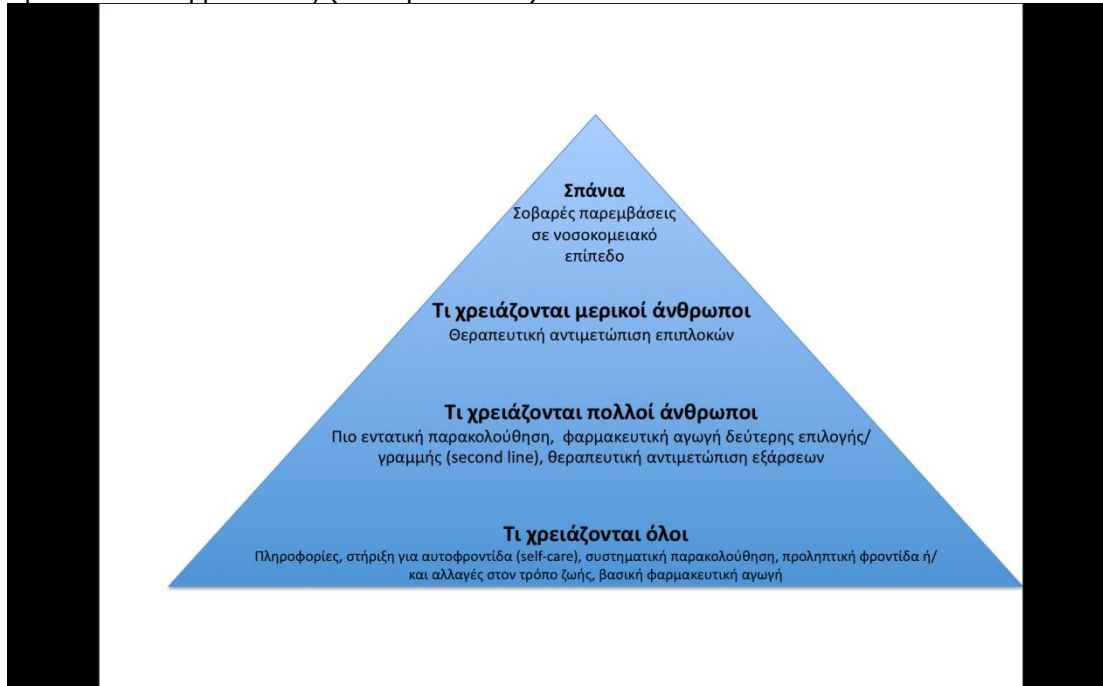 Σπάνια
Σοβαρές παρεμβάσεις
σε νοσοκομειακό
επίπεδο
Τι χρειάζονται μερικοί άνθρωποι
Θεραπευτική αντιμετώπιση επιπλοκών
Τι χρειάζονται πολλοί άνθρωποι
Πιο εντατική παρακολούθηση, φαρμακευτική αγωγή δεύτερης επιλογής/
γραμμής (second line), θεραπευτική αντιμετώπιση εξάρσεων
Τι χρειάζονται όλοι
Πληροφορίες, στήριξη για αυτοφροντίδα (self-care), συστηματική παρακολούθηση, προληπτική φροντίδα ή/
και αλλαγές στον τρόπο ζωής, βασική φαρμακευτική αγωγή